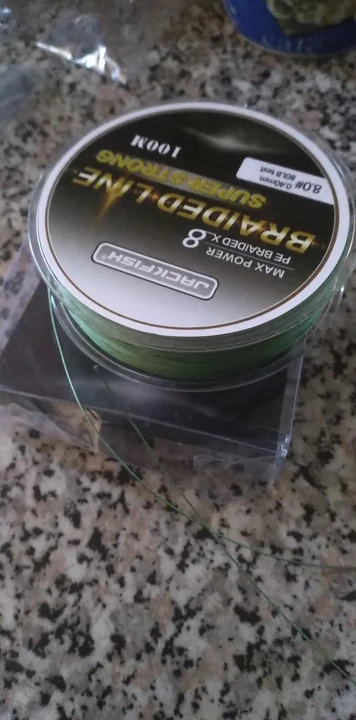 JACKFISH
MAX POWER
PE BRAIDED X 8
BRAIDED LINE
SUPER STRONG
8.0# 0.40mm
80LB test
100M